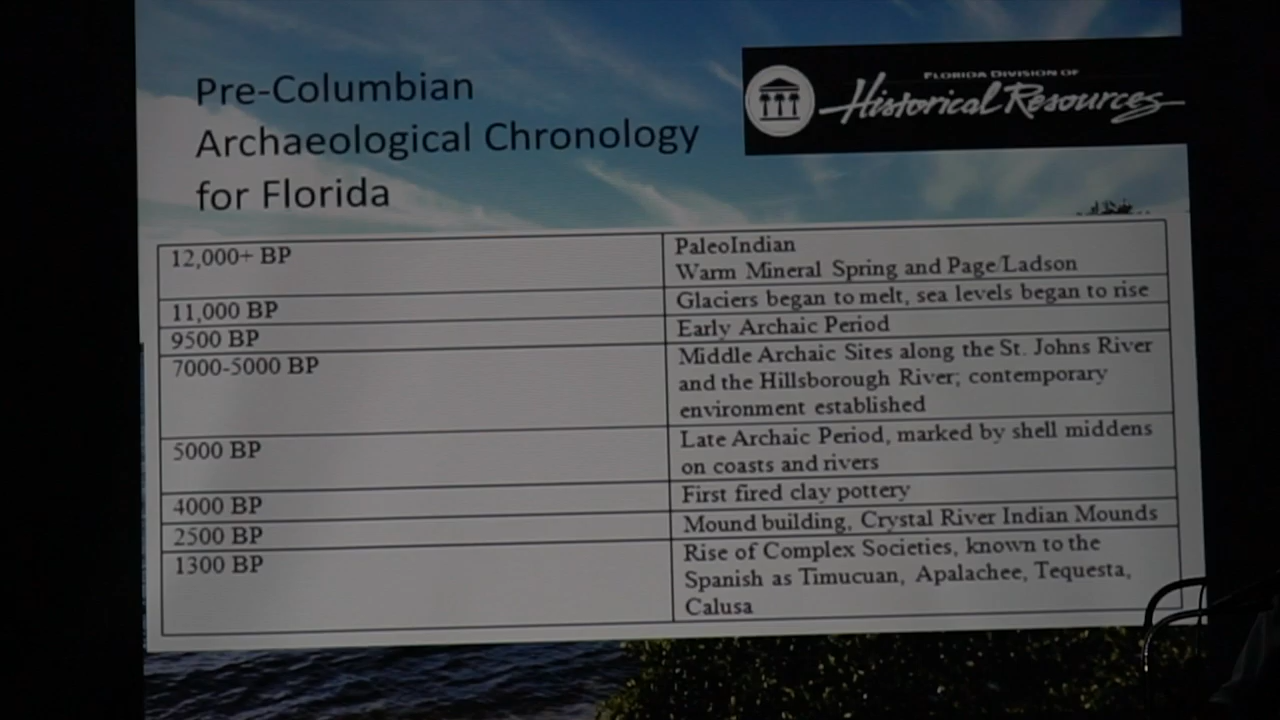 Pre-Columbian
Archaeological Chronology
for Florida
FLORIDA DIVISION OF
Historical Resources
12,000+ BP
PaleoIndian
Warm Mineral Spring and Page/Ladson
11,000 BP
Glaciers began to melt, sea levels began to rise
9500 BP
Early Archaic Period
7000-5000 BP
Middle Archaic Sites along the St. Johns River
and the Hillsborough River; contemporary
environment established
5000 BP
Late Archaic Period, marked by shell middens
on coasts and rivers
4000 BP
First fired clay pottery
2500 BP
Mound building, Crystal River Indian Mounds
1300 BP
Rise of Complex Societies, known to the
Spanish as Timucuan, Apalachee, Tequesta,
Calusa